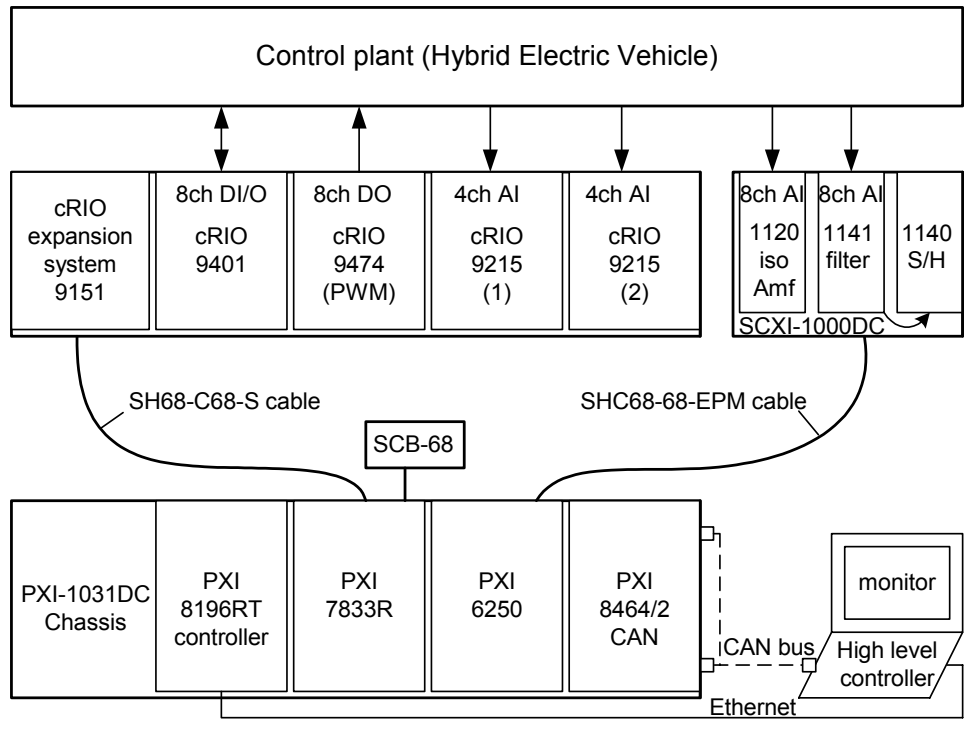 Control plant (Hybrid Electric Vehicle)
cRIO
expansion
system
9151
8ch DI/O
cRIO
9401
8ch DO
cRIO
9474
(PWM)
4ch AI
cRIO
9215
(1)
4ch AI
cRIO
9215
(2)
8ch AI
1120
iso
Amf
8ch AI
1141
filter
1140
S/H
SCXI-1000DC
SH68-C68-S cable
SHC68-68-EPM cable
SCB-68
PXI-1031DC
Chassis
PXI
8196RT
controller
PXI
7833R
PXI
6250
PXI
8464/2
CAN
monitor
CAN bus
High level
controller
Ethernet